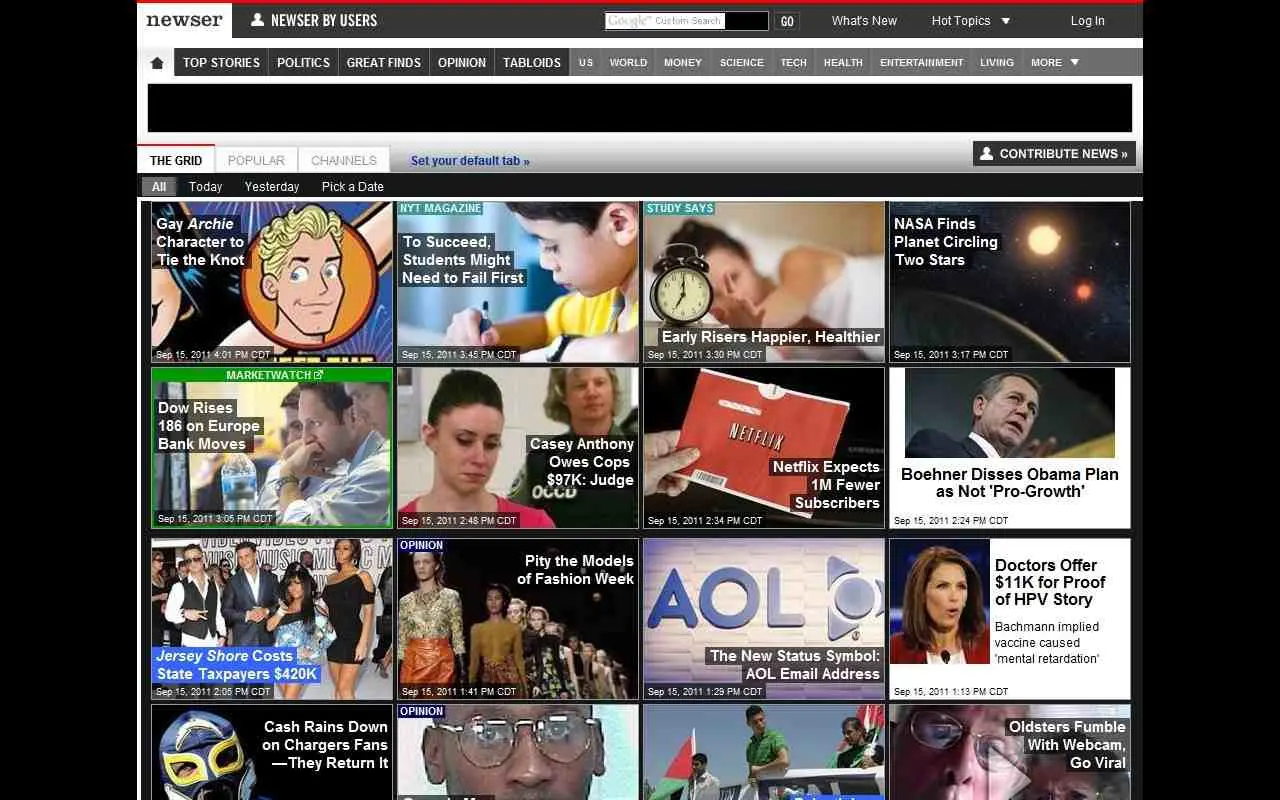 newser
NEWSER BY USERS
Google™ Custom Search
GO
What's New
Hot Topics
Log In
TOP STORIES
POLITICS
GREAT FINDS
OPINION
TABLOIDS
US
WORLD
MONEY
SCIENCE
TECH
HEALTH
ENTERTAINMENT
LIVING
MORE
THE GRID
POPULAR
CHANNELS
Set your default tab »
CONTRIBUTE NEWS »
All
Today
Yesterday
Pick a Date
Gay Archie
Character to
Tie the Knot
Sep 15, 2011 4:01 PM CDT
NYT MAGAZINE
To Succeed,
Students Might
Need to Fail First
Sep 15, 2011 3:45 PM CDT
STUDY SAYS
Early Risers Happier, Healthier
Sep 15, 2011 3:30 PM CDT
NASA Finds
Planet Circling
Two Stars
Sep 15, 2011 3:17 PM CDT
MARKETWATCH
Dow Rises
186 on Europe
Bank Moves
Sep 15, 2011 3:05 PM CDT
Casey Anthony
Owes Cops
$97K: Judge
OCCD
Sep 15, 2011 2:48 PM CDT
NETFLIX
Netflix Expects
1M Fewer
Subscribers
Sep 15, 2011 2:34 PM CDT
Boehner Disses Obama Plan
as Not 'Pro-Growth'
Sep 15, 2011 2:24 PM CDT
MUSIC MUSIC
Jersey Shore Costs
State Taxpayers $420K
Sep 15, 2011 2:06 PM CDT
OPINION
Pity the Models
of Fashion Week
Sep 15, 2011 1:41 PM CDT
AOL
The New Status Symbol:
AOL Email Address
Sep 15, 2011 1:29 PM CDT
Doctors Offer
$11K for Proof
of HPV Story
Bachmann implied
vaccine caused
'mental retardation'
Sep 15, 2011 1:13 PM CDT
Cash Rains Down
on Chargers Fans
—They Return It
OPINION
Oldsters Fumble
With Webcam,
Go Viral